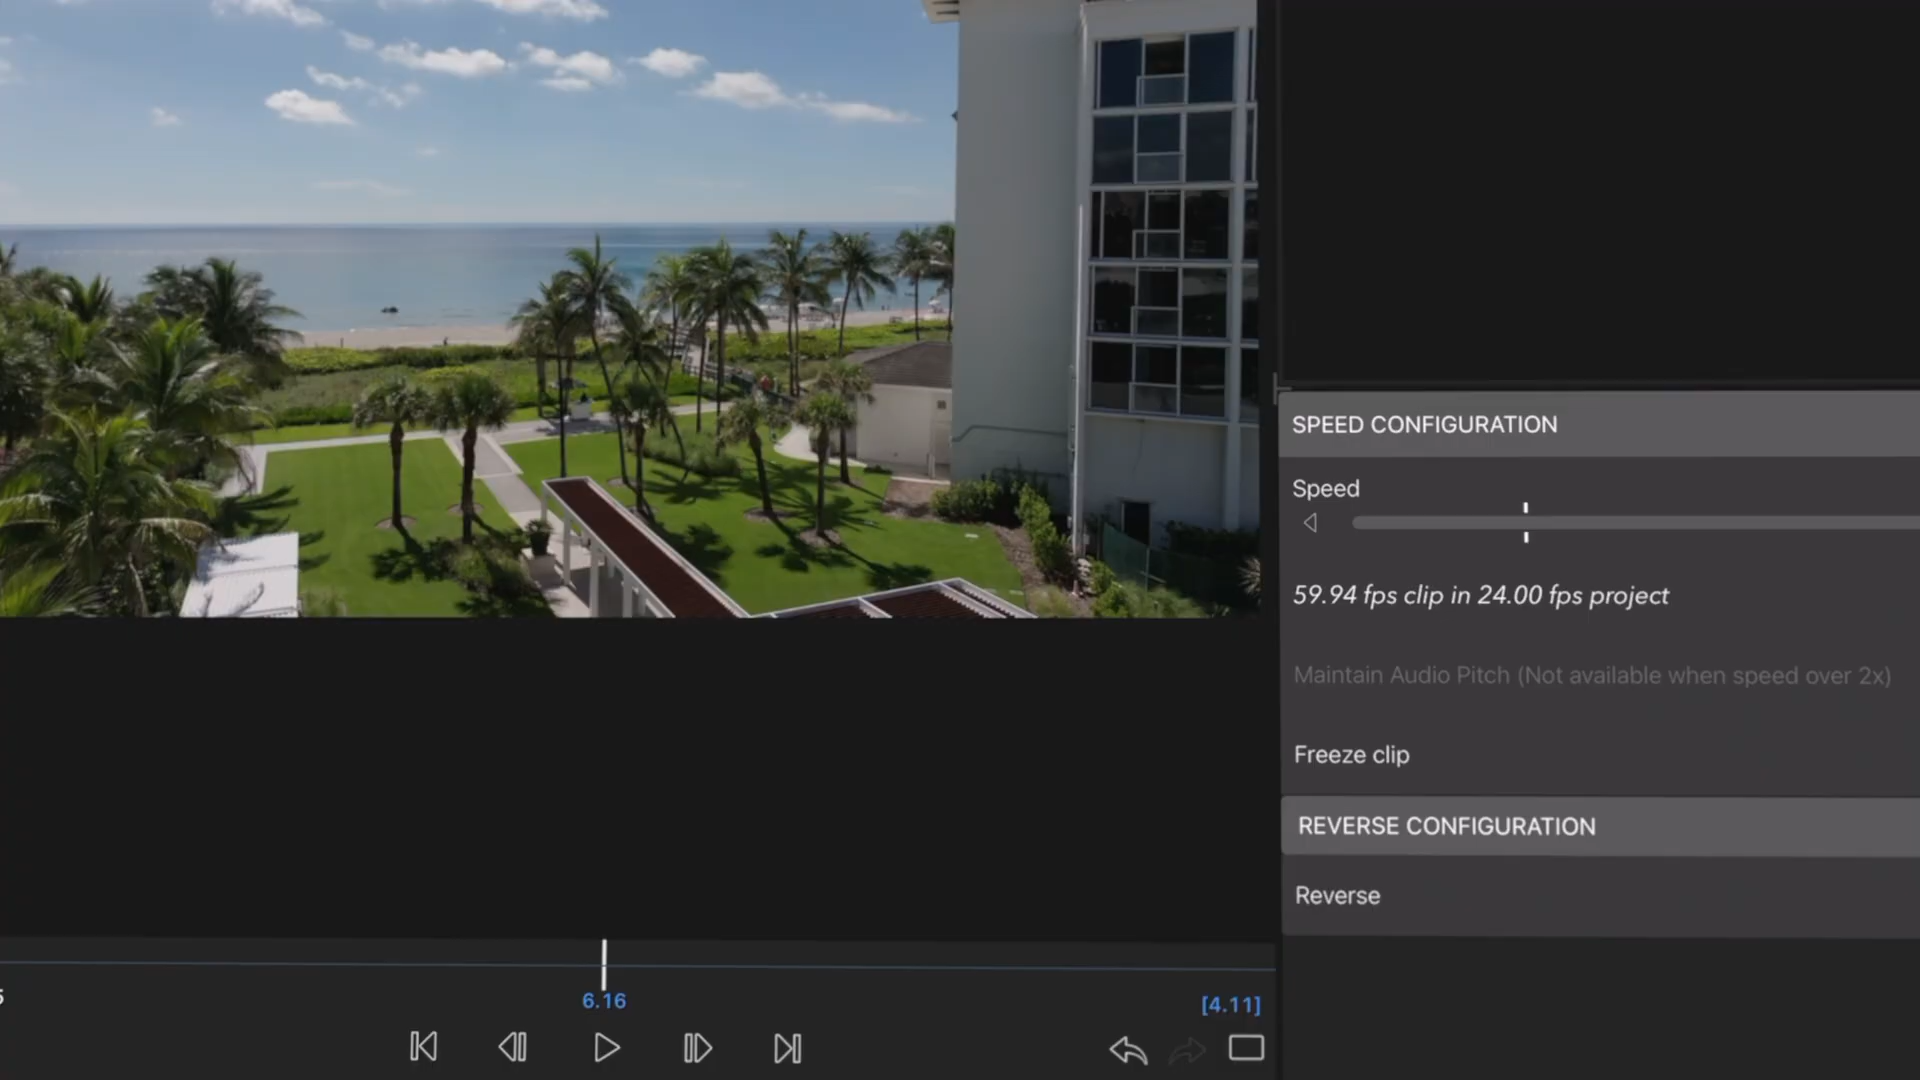 SPEED CONFIGURATION
Speed
59.94 fps clip in 24.00 fps project
Maintain Audio Pitch (Not available when speed over 2x)
Freeze clip
REVERSE CONFIGURATION
Reverse
6.16
[4.11]